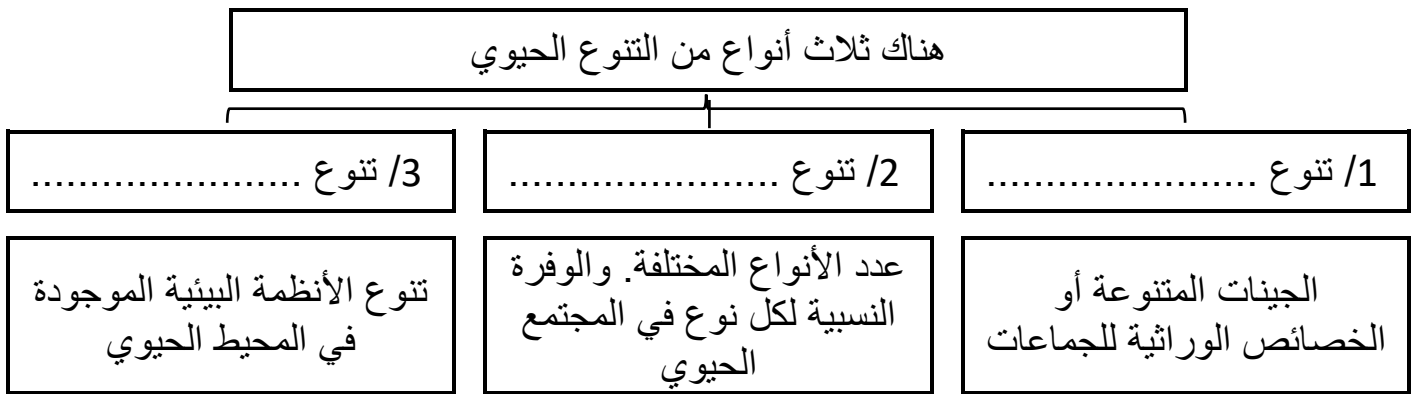 هناك ثلاث أنواع من التنوع الحيوي
1/ تنوع .......................
2/ تنوع .......................
3/ تنوع .......................
الجينات المتنوعة أو
الخصائص الوراثية للجماعات
عدد الأنواع المختلفة. والوفرة
النسبية لكل نوع في المجتمع
الحيوي
تنوع الأنظمة البيئية الموجودة
في المحيط الحيوي